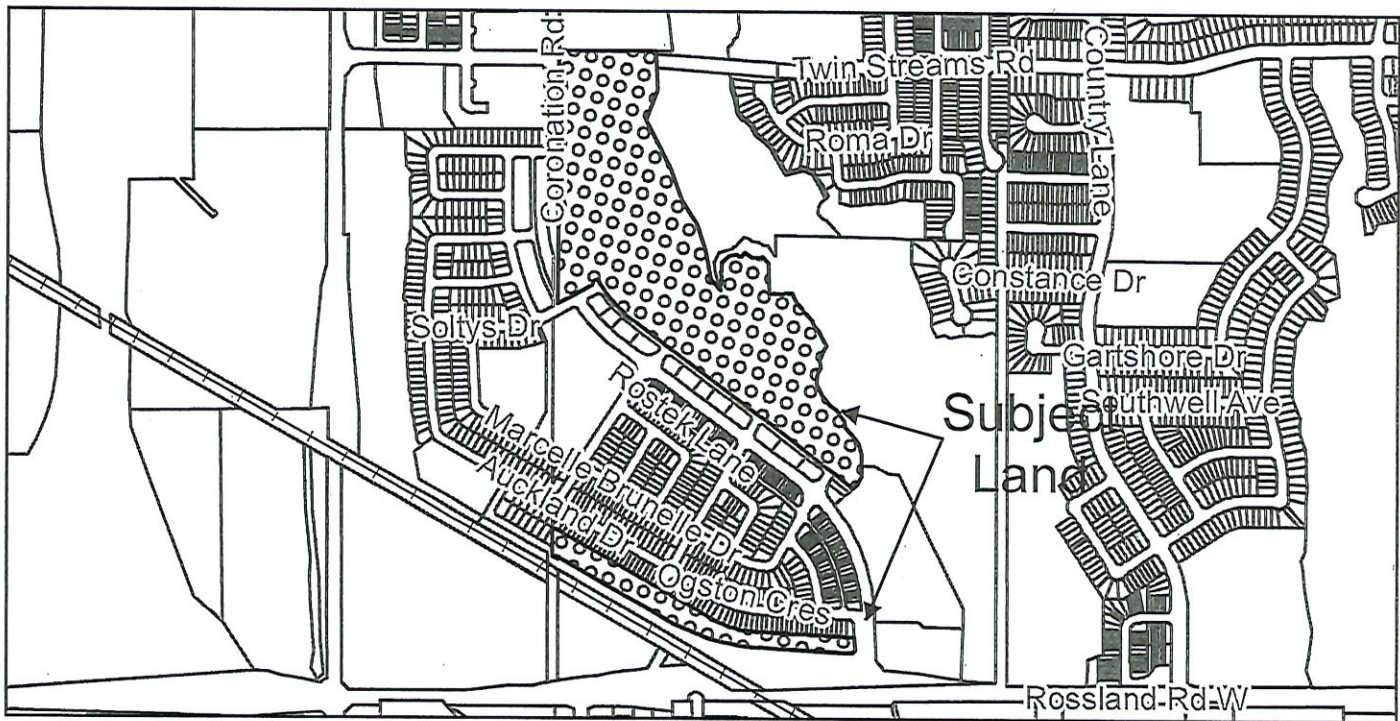 Coronation Rd
Twin Streams Rd
Country Lane
Roma Dr
Constance Dr
Soltys Dr
Gartshore Dr
Rostek Lane
Southwell Ave
Subject
Land
Marcelle Brunelle Dr
Auckland Dr
Ogston Cres
Rossland Rd W